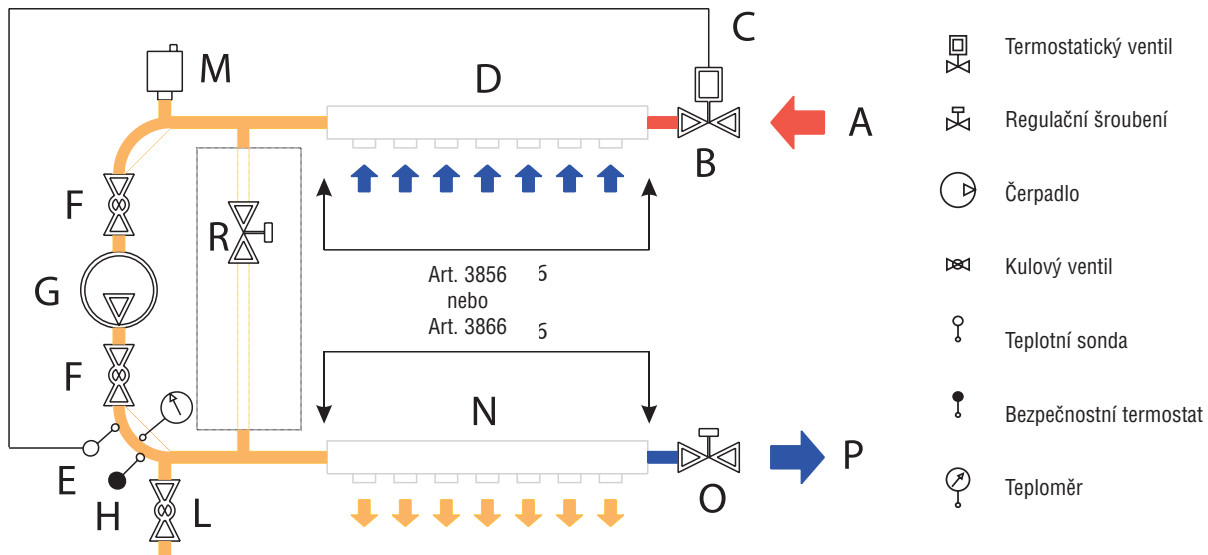 C
M
D
A
B
F
R
G
Art. 3856 5
nebo
Art. 3866 5
F
N
E
H
L
O
P
Termostatický ventil
Regulační šroubení
Čerpadlo
Kulový ventil
Teplotní sonda
Bezpečnostní termostat
Teploměr